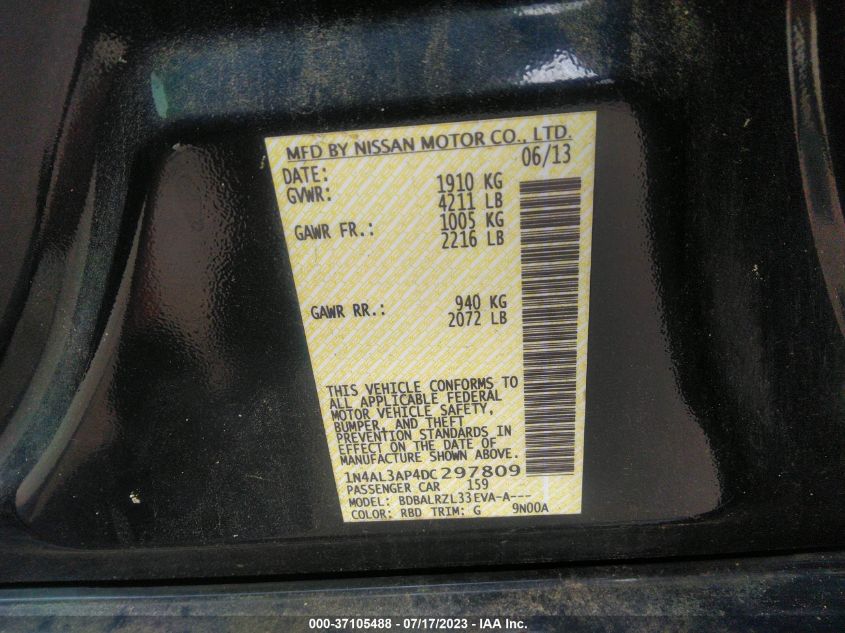 MFD BY NISSAN MOTOR CO., LTD.
DATE: 06/13
GVWR: 1910 KG
4211 LB
GAWR FR.: 1005 KG
2216 LB
GAWR RR.: 940 KG
2072 LB
THIS VEHICLE CONFORMS TO
ALL APPLICABLE FEDERAL
MOTOR VEHICLE SAFETY,
BUMPER, AND THEFT
PREVENTION STANDARDS IN
EFFECT ON THE DATE OF
MANUFACTURE SHOWN ABOVE.
1N4AL3AP4DC297809
PASSENGER CAR 159
MODEL: BDBALRZL33EVA-A---
COLOR: RBD TRIM: G 9N00A
000-37105488 - 07/17/2023 - IAA Inc.